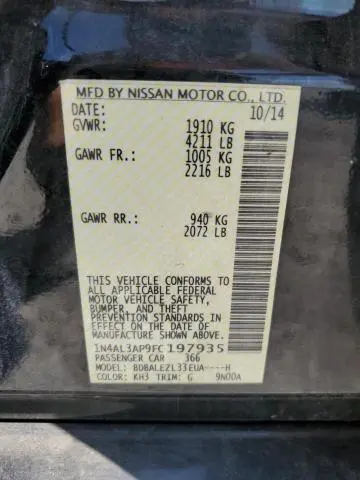 MFD BY NISSAN MOTOR CO., LTD.
DATE: 10/14
GVWR: 1910 KG
4211 LB
GAWR FR.: 1005 KG
2216 LB
GAWR RR.: 940 KG
2072 LB
THIS VEHICLE CONFORMS TO
ALL APPLICABLE FEDERAL
MOTOR VEHICLE SAFETY,
BUMPER, AND THEFT
PREVENTION STANDARDS IN
EFFECT ON THE DATE OF
MANUFACTURE SHOWN ABOVE.
1N4AL3AP9FC197935
PASSENGER CAR 366
MODEL: BDBALEZL33EUA----H
COLOR: KH3 TRIM: G 9N00A